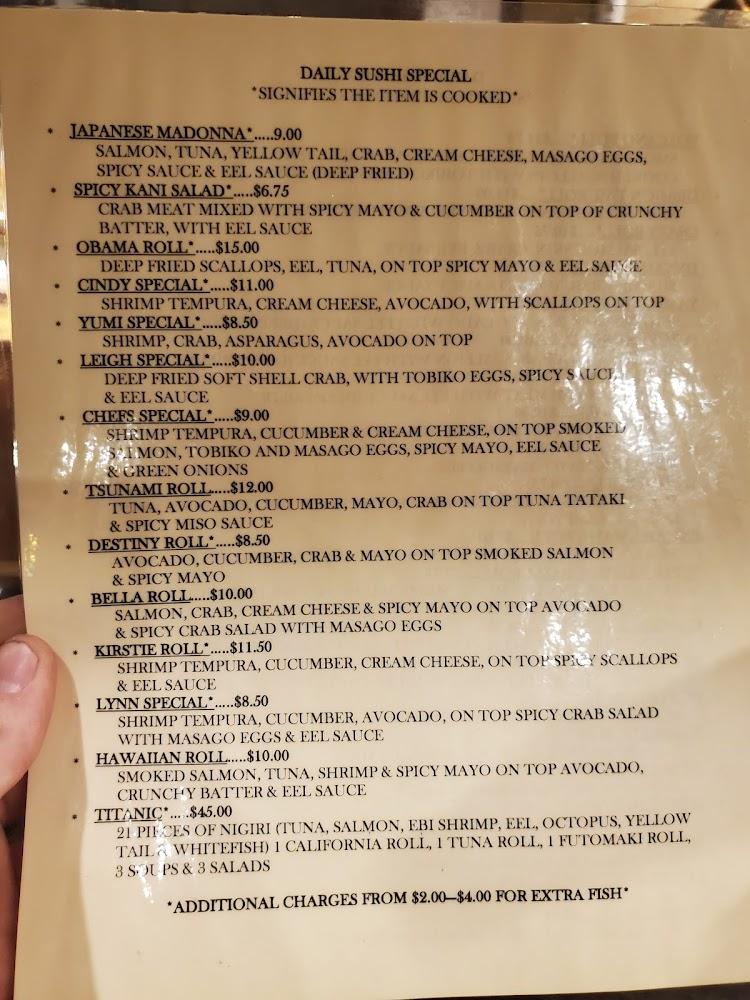 DAILY SUSHI SPECIAL
*SIGNIFIES THE ITEM IS COOKED*
* JAPANESE MADONNA*.....9.00
SALMON, TUNA, YELLOW TAIL, CRAB, CREAM CHEESE, MASAGO EGGS,
SPICY SAUCE & EEL SAUCE (DEEP FRIED)
* SPICY KANI SALAD*.....$6.75
CRAB MEAT MIXED WITH SPICY MAYO & CUCUMBER ON TOP OF CRUNCHY
BATTER, WITH EEL SAUCE
* OBAMA ROLL*.....$15.00
DEEP FRIED SCALLOPS, EEL, TUNA, ON TOP SPICY MAYO & EEL SAUCE
* CINDY SPECIAL*.....$11.00
SHRIMP TEMPURA, CREAM CHEESE, AVOCADO, WITH SCALLOPS ON TOP
* YUMI SPECIAL*.....$8.50
SHRIMP, CRAB, ASPARAGUS, AVOCADO ON TOP
* LEIGH SPECIAL*.....$10.00
DEEP FRIED SOFT SHELL CRAB, WITH TOBIKO EGGS, SPICY SAUCE
& EEL SAUCE
* CHEFS SPECIAL*.....$9.00
SHRIMP TEMPURA, CUCUMBER & CREAM CHEESE, ON TOP SMOKED
SALMON, TOBIKO AND MASAGO EGGS, SPICY MAYO, EEL SAUCE
& GREEN ONIONS
* TSUNAMI ROLL.....$12.00
TUNA, AVOCADO, CUCUMBER, MAYO, CRAB ON TOP TUNA TATAKI
& SPICY MISO SAUCE
* DESTINY ROLL*.....$8.50
AVOCADO, CUCUMBER, CRAB & MAYO ON TOP SMOKED SALMON
& SPICY MAYO
* BELLA ROLL.....$10.00
SALMON, CRAB, CREAM CHEESE & SPICY MAYO ON TOP AVOCADO
& SPICY CRAB SALAD WITH MASAGO EGGS
* KIRSTIE ROLL*.....$11.50
SHRIMP TEMPURA, CUCUMBER, CREAM CHEESE, ON TOP SPICY SCALLOPS
& EEL SAUCE
* LYNN SPECIAL*.....$8.50
SHRIMP TEMPURA, CUCUMBER, AVOCADO, ON TOP SPICY CRAB SALAD
WITH MASAGO EGGS & EEL SAUCE
* HAWAIIAN ROLL.....$10.00
SMOKED SALMON, TUNA, SHRIMP & SPICY MAYO ON TOP AVOCADO,
CRUNCHY BATTER & EEL SAUCE
* TITANIC*.....$45.00
21 PIECES OF NIGIRI (TUNA, SALMON, EBI SHRIMP, EEL, OCTOPUS, YELLOW
TAIL & WHITEFISH) 1 CALIFORNIA ROLL, 1 TUNA ROLL, 1 FUTOMAKI ROLL,
3 SOUPS & 3 SALADS
*ADDITIONAL CHARGES FROM $2.00—$4.00 FOR EXTRA FISH*